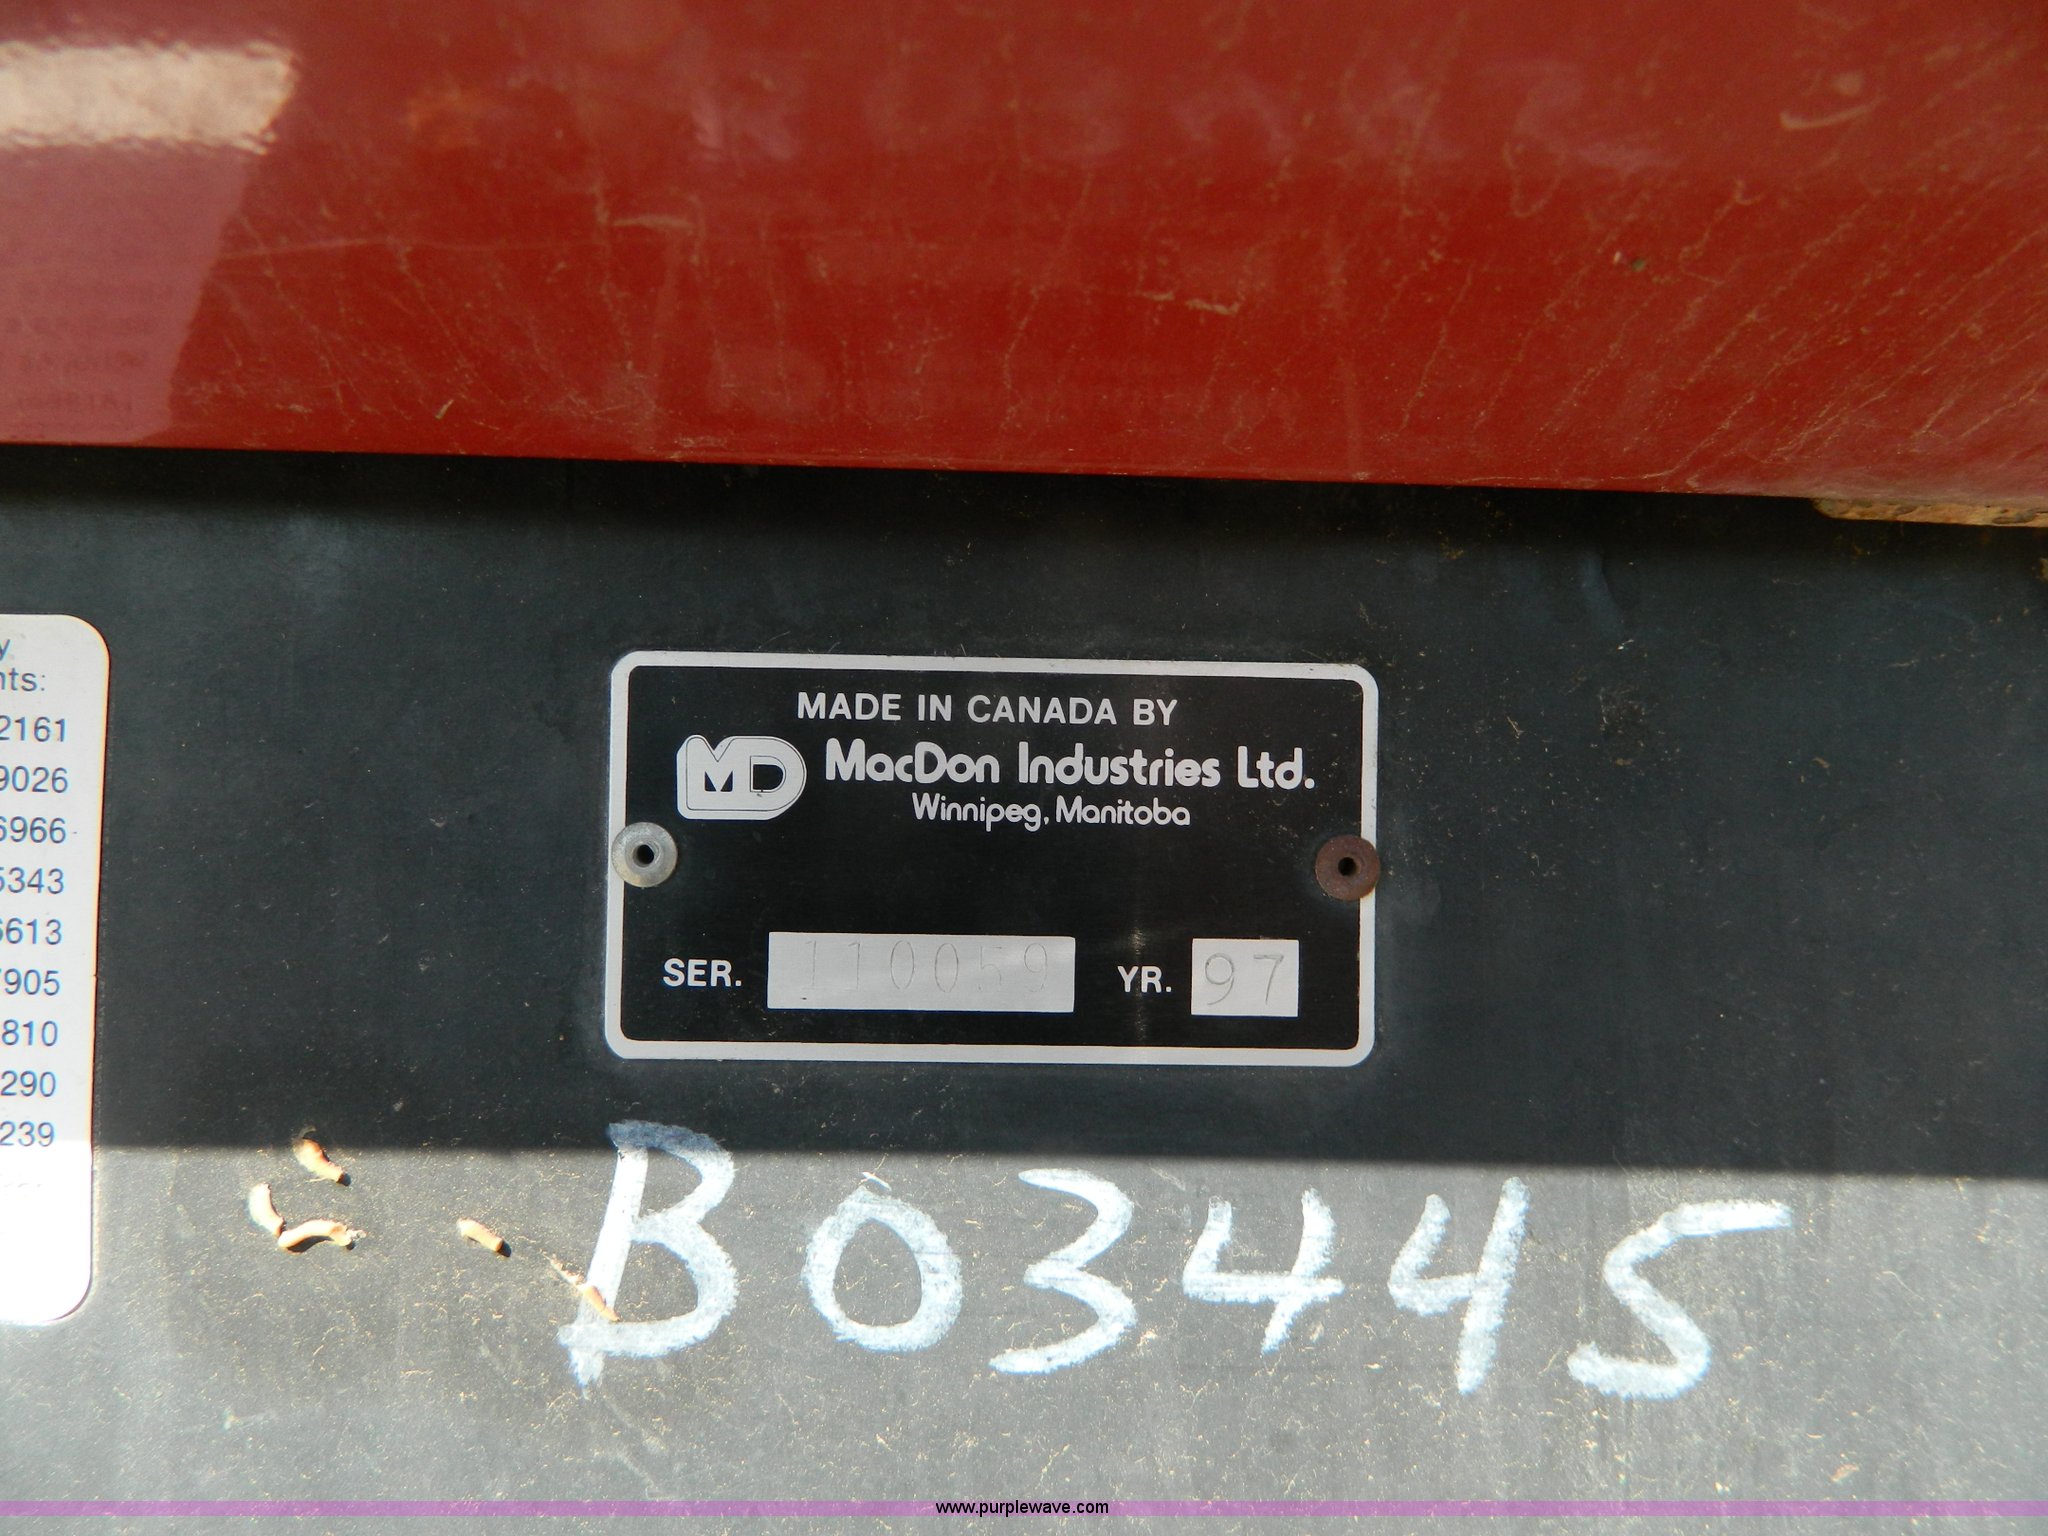 y
nts:
2161
9026
6966
5343
6613
7905
810
290
239
MADE IN CANADA BY
MD MacDon Industries Ltd.
Winnipeg, Manitoba
SER. 110059 YR. 97
B03445
www.purplewave.com